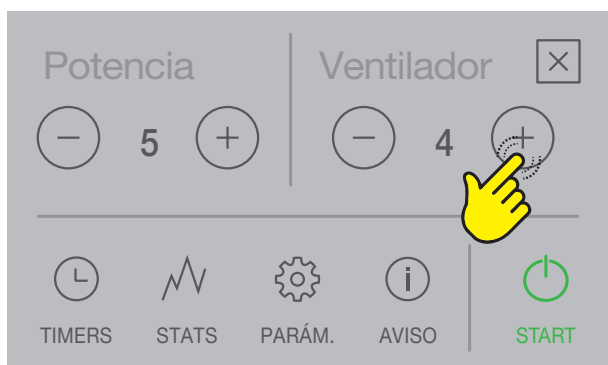 Potencia
Ventilador
5
4
TIMERS
STATS
PARÁM.
AVISO
START